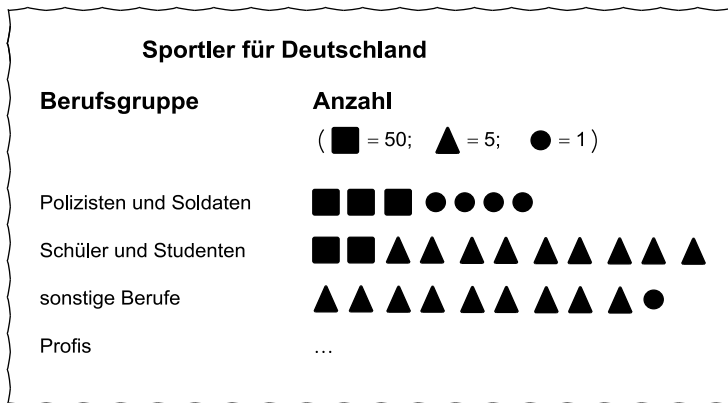 Sportler für Deutschland
Berufsgruppe Anzahl
(■ = 50; ▲ = 5; ● = 1)
Polizisten und Soldaten ■■■●●●●
Schüler und Studenten ■■▲▲▲▲▲▲▲▲▲▲
sonstige Berufe ▲▲▲▲▲▲▲▲▲●
Profis ...